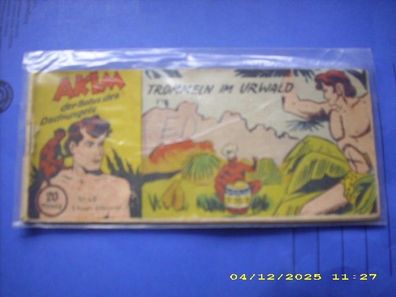 AKIM
der Sohn des
Dschungels
TROMMELN IM URWALD
20
Pfennig
04/12/2025 11:27